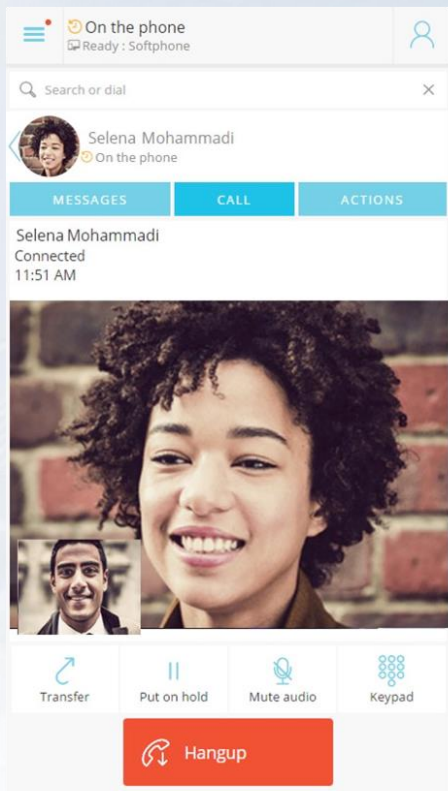 On the phone
Ready : Softphone
Search or dial
Selena Mohammadi
On the phone
MESSAGES CALL ACTIONS
Selena Mohammadi
Connected
11:51 AM
Transfer Put on hold Mute audio Keypad
Hangup